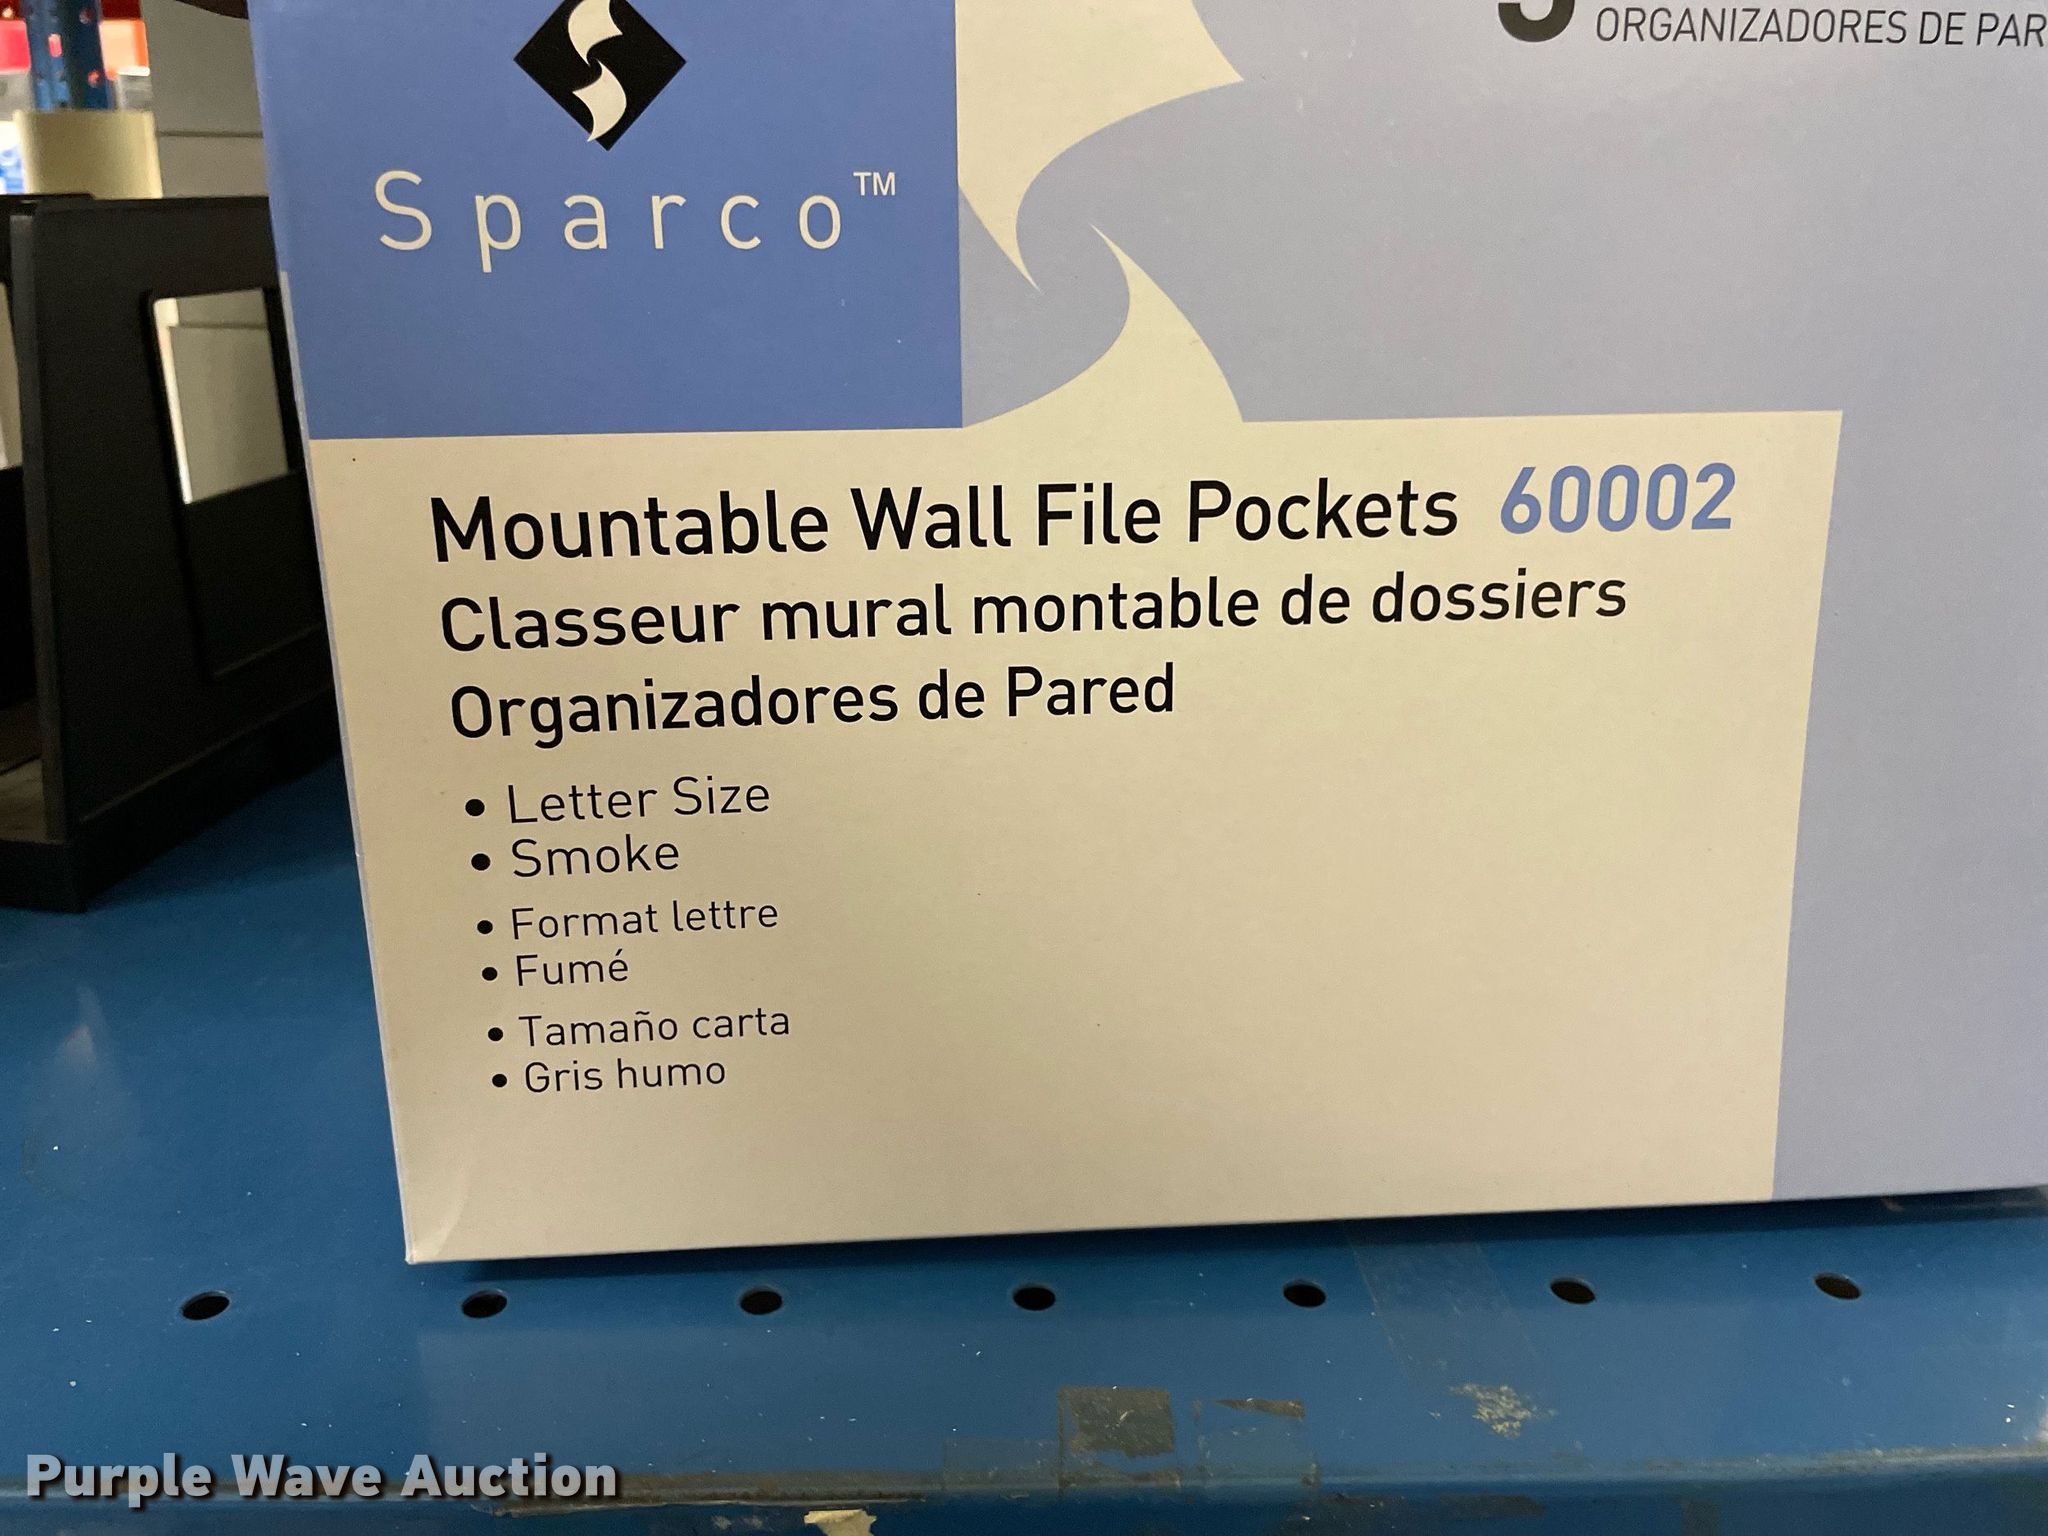 ORGANIZADORES DE PAR
Sparco™
Mountable Wall File Pockets 60002
Classeur mural montable de dossiers
Organizadores de Pared
• Letter Size
• Smoke
• Format lettre
• Fumé
• Tamaño carta
• Gris humo
Purple Wave Auction